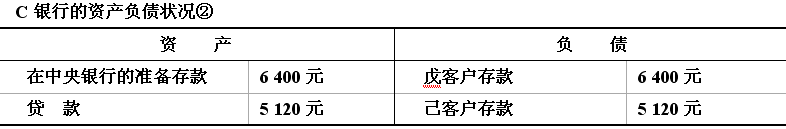 C 银行的资产负债状况②
资 产 负 债
在中央银行的准备存款 6 400 元 戊客户存款 6 400 元
贷 款 5 120 元 己客户存款 5 120 元